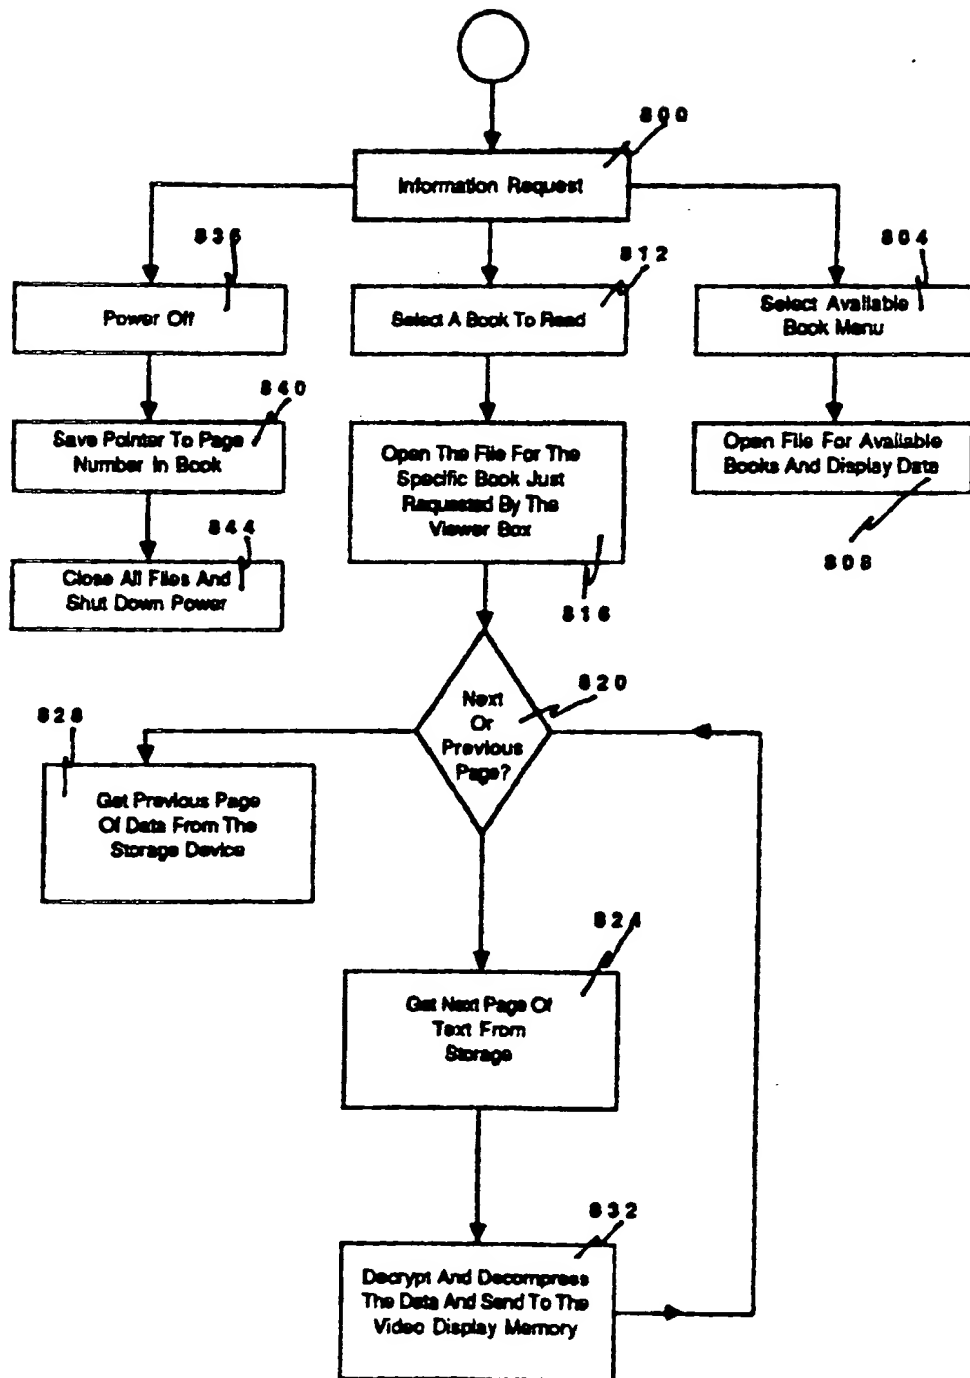 800
Information Request
836
812
804
Power Off
Select A Book To Read
Select Available
Book Menu
840
Save Pointer To Page
Number In Book
Open The File For The
Specific Book Just
Requested By The
Viewer Box
Open File For Available
Books And Display Data
844
808
Close All Files And
Shut Down Power
816
820
Next
Or
Previous
Page?
828
Get Previous Page
Of Data From The
Storage Device
824
Get Next Page Of
Text From
Storage
832
Decrypt And Decompress
The Data And Send To The
Video Display Memory